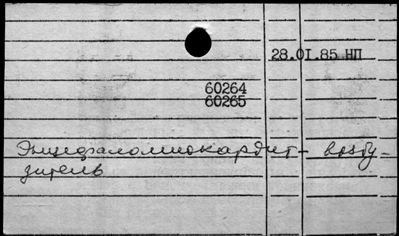 28.01.85 НП
60264
60265
Энцефаломиокардит - возбу-
дитель